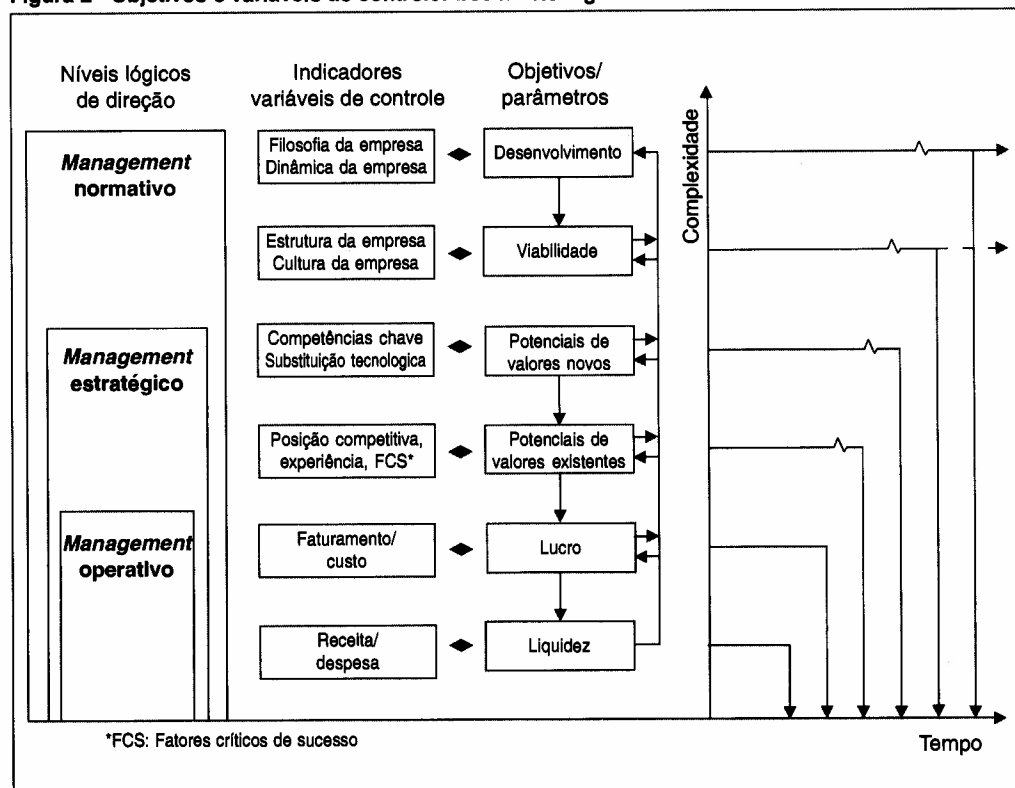 Níveis lógicos
de direção
Indicadores
variáveis de controle
Objetivos/
parâmetros
Management
normativo
Filosofia da empresa
Dinâmica da empresa
Desenvolvimento
Estrutura da empresa
Cultura da empresa
Viabilidade
Management
estratégico
Competências chave
Substituição tecnologica
Potenciais de
valores novos
Posição competitiva,
experiência, FCS*
Potenciais de
valores existentes
Management
operativo
Faturamento/
custo
Lucro
Receita/
despesa
Liquidez
Complexidade
Tempo
*FCS: Fatores críticos de sucesso